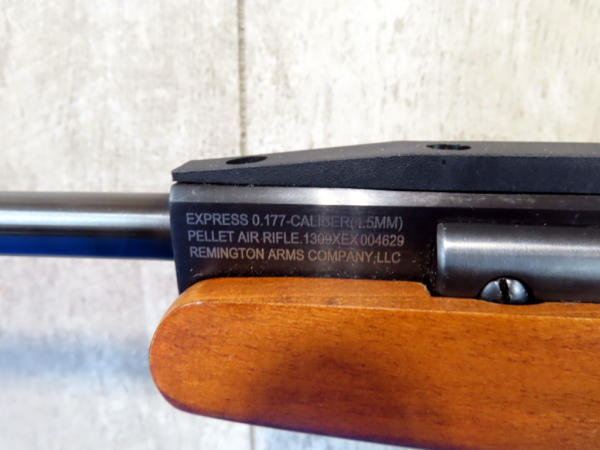 EXPRESS 0.177-CALIBER(4.5MM)
PELLET AIR RIFLE.1309XEX004629
REMINGTON ARMS COMPANY,LLC